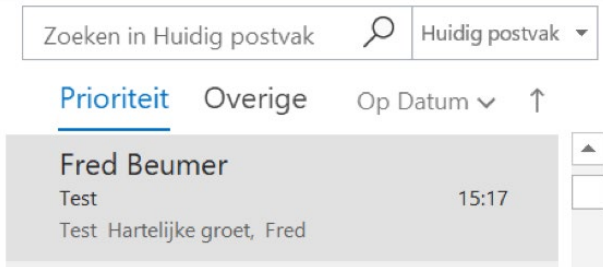 Zoeken in Huidig postvak Huidig postvak
Prioriteit Overige Op Datum
Fred Beumer
Test 15:17
Test Hartelijke groet, Fred